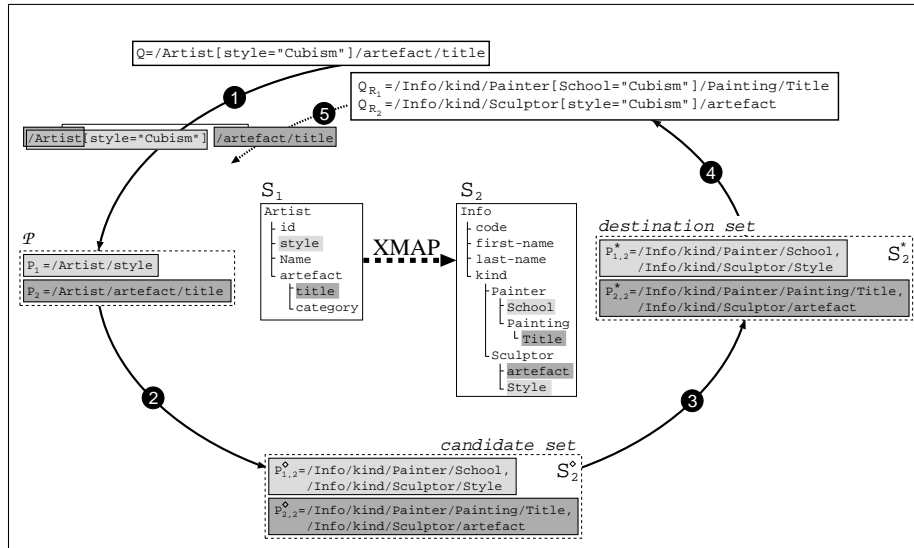 Q=/Artist[style="Cubism"]/artefact/title
Q_R1=/Info/kind/Painter[School="Cubism"]/Painting/Title
Q_R2=/Info/kind/Sculptor[style="Cubism"]/artefact
1
5
/Artist[style="Cubism"] /artefact/title
4
S1
S2
Artist
id
style
Name
artefact
title
category
XMAP
Info
code
first-name
last-name
kind
Painter
School
Painting
Title
Sculptor
artefact
Style
destination set
S*2
P*1,2=/Info/kind/Painter/School,
/Info/kind/Sculptor/Style
P*2,2=/Info/kind/Painter/Painting/Title,
/Info/kind/Sculptor/artefact
𝒫
P1=/Artist/style
P2=/Artist/artefact/title
2
3
candidate set
S◇2
P◇1,2=/Info/kind/Painter/School,
/Info/kind/Sculptor/Style
P◇2,2=/Info/kind/Painter/Painting/Title,
/Info/kind/Sculptor/artefact